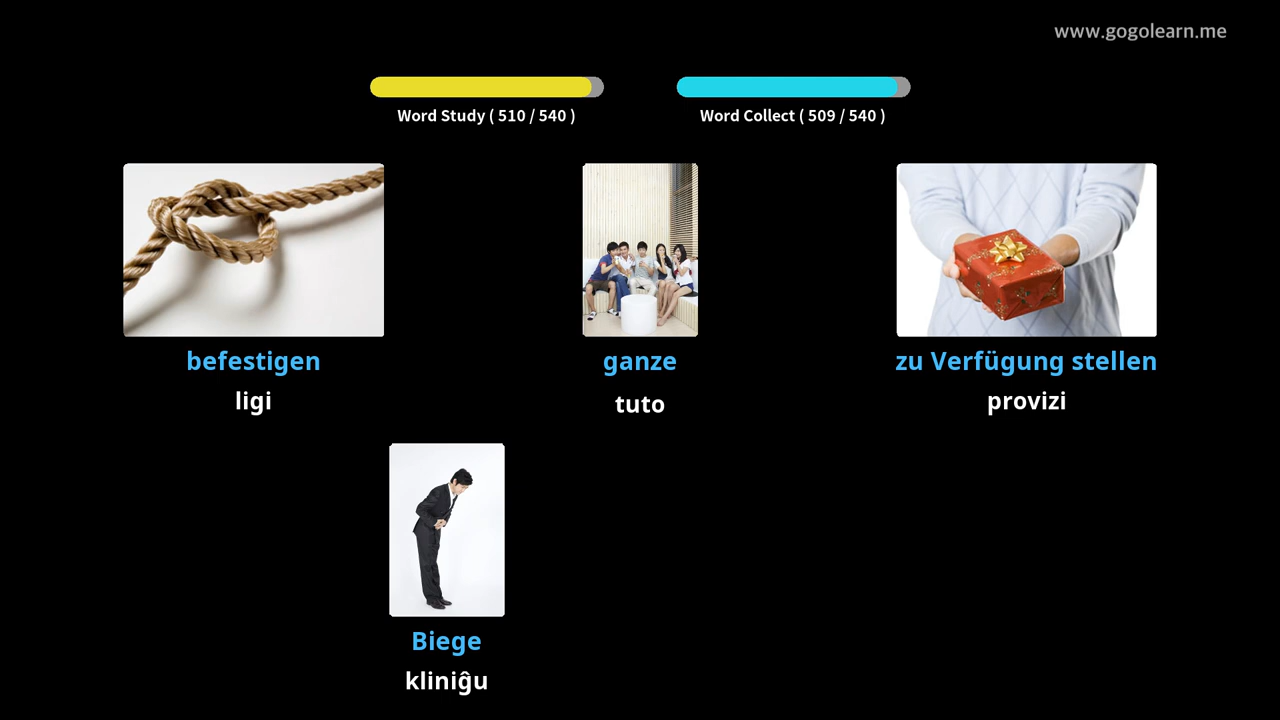 www.gogolearn.me
Word Study ( 510 / 540 )
Word Collect ( 509 / 540 )
befestigen
ligi
ganze
tuto
zu Verfügung stellen
provizi
Biege
kliniĝu